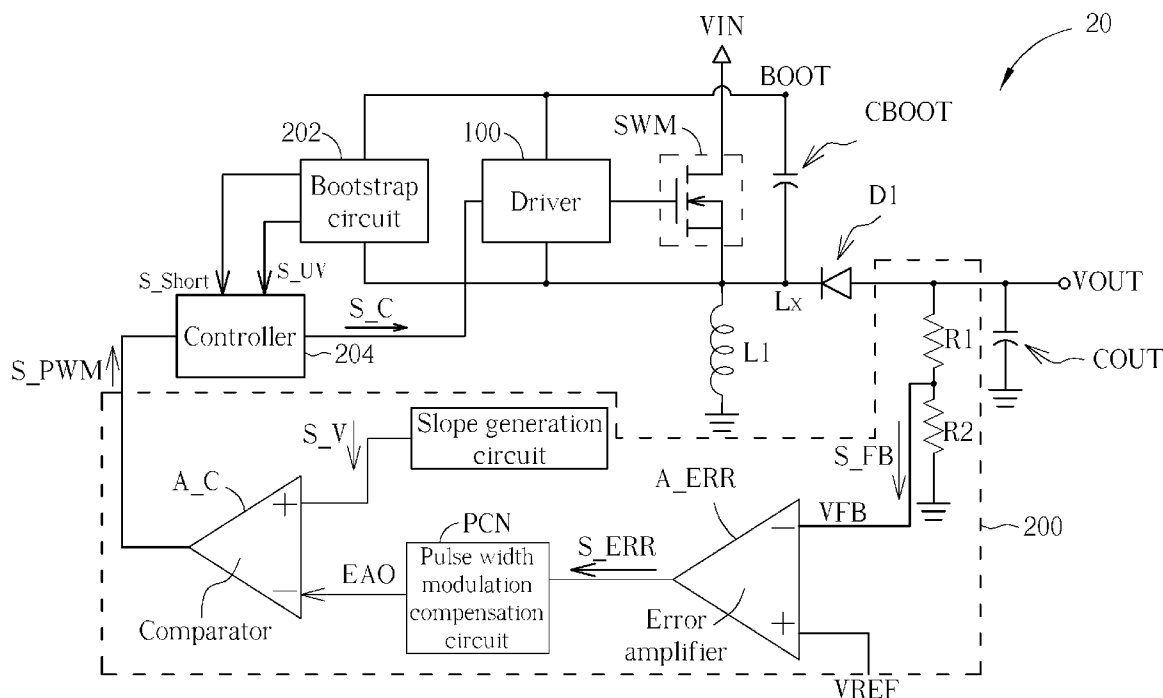 VIN
20
BOOT
CBOOT
SWM
202
100
D1
Bootstrap
circuit
Driver
S_Short
S_UV
VOUT
Lx
Controller
S_C
204
L1
R1
COUT
S_PWM
R2
Slope generation
circuit
S_V
S_FB
A_C
A_ERR
+
−
VFB
200
PCN
S_ERR
Pulse width
modulation
compensation
circuit
EAO
−
Comparator
Error
amplifier
+
VREF